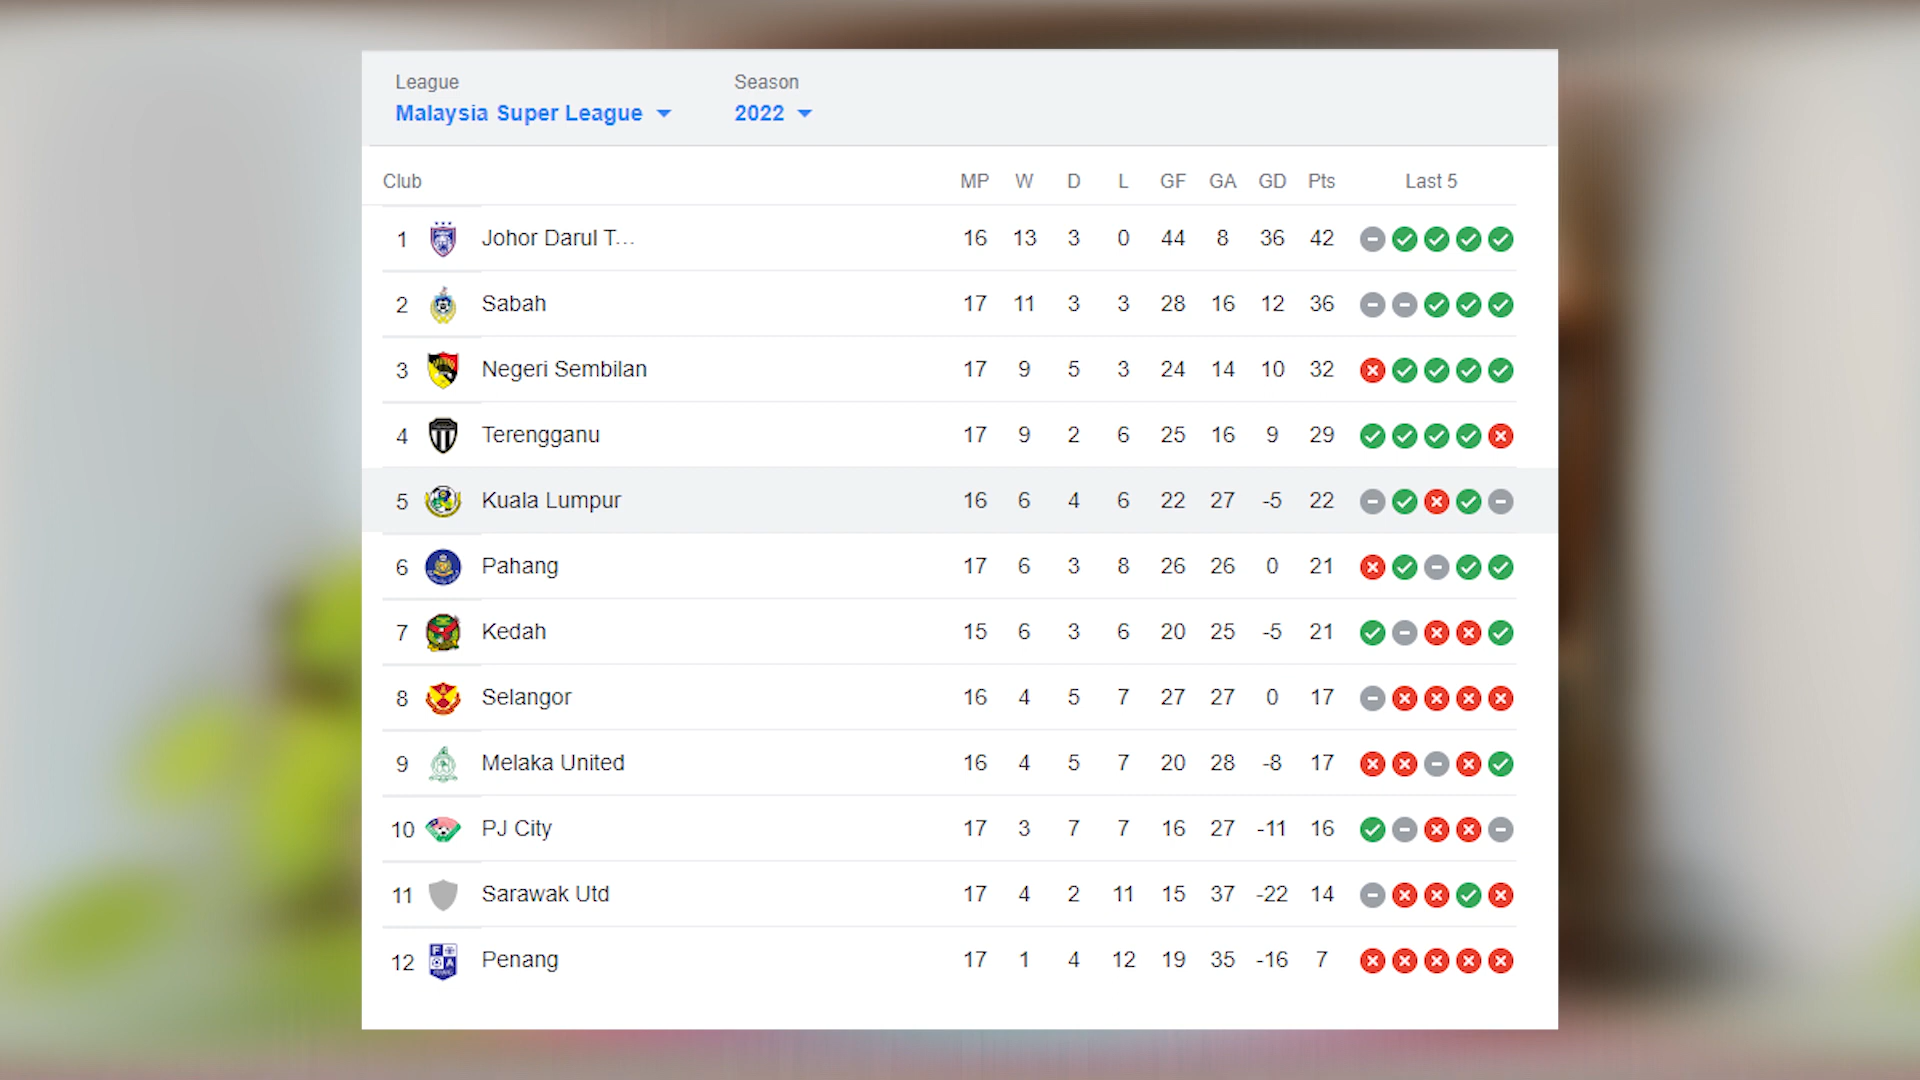 League Season
Malaysia Super League 2022
Club MP W D L GF GA GD Pts Last 5
1 Johor Darul T... 16 13 3 0 44 8 36 42
2 Sabah 17 11 3 3 28 16 12 36
3 Negeri Sembilan 17 9 5 3 24 14 10 32
4 Terengganu 17 9 2 6 25 16 9 29
5 Kuala Lumpur 16 6 4 6 22 27 -5 22
6 Pahang 17 6 3 8 26 26 0 21
7 Kedah 15 6 3 6 20 25 -5 21
8 Selangor 16 4 5 7 27 27 0 17
9 Melaka United 16 4 5 7 20 28 -8 17
10 PJ City 17 3 7 7 16 27 -11 16
11 Sarawak Utd 17 4 2 11 15 37 -22 14
12 Penang 17 1 4 12 19 35 -16 7